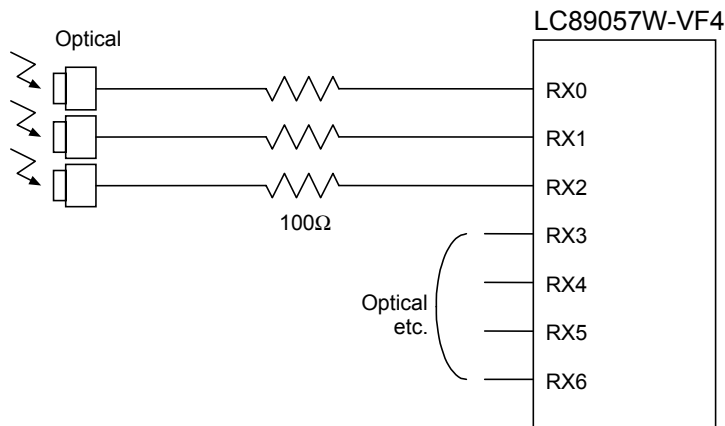 LC89057W-VF4
Optical
RX0
RX1
RX2
100Ω
RX3
RX4
Optical
etc.
RX5
RX6